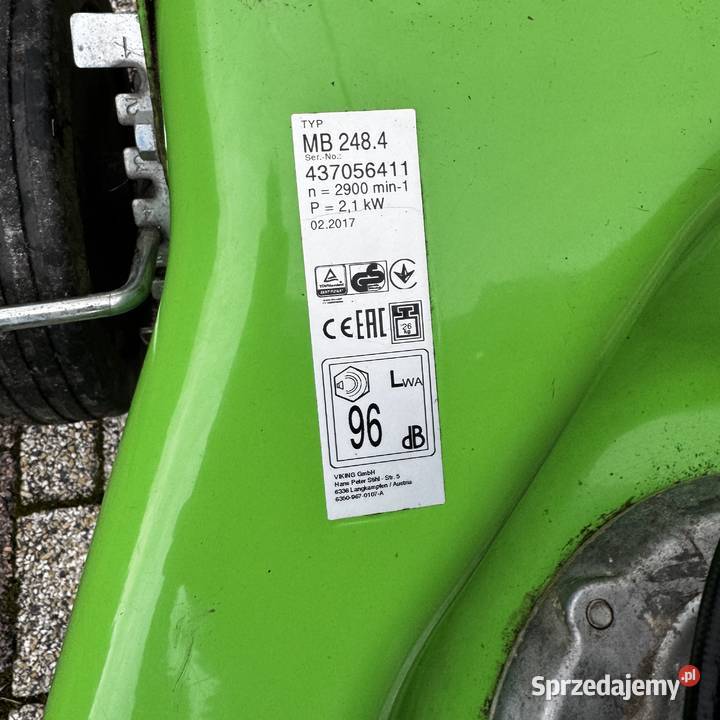 TYP
MB 248.4
Ser.-No.:
437056411
n = 2900 min-1
P = 2,1 kW
02.2017
CE EAC
26
kg
LWA
96
dB
VIKING GmbH
Hans Peter Stihl - Str. 5
6336 Langkampfen / Austria
6350-967-0107-A
Sprzedajemy.pl